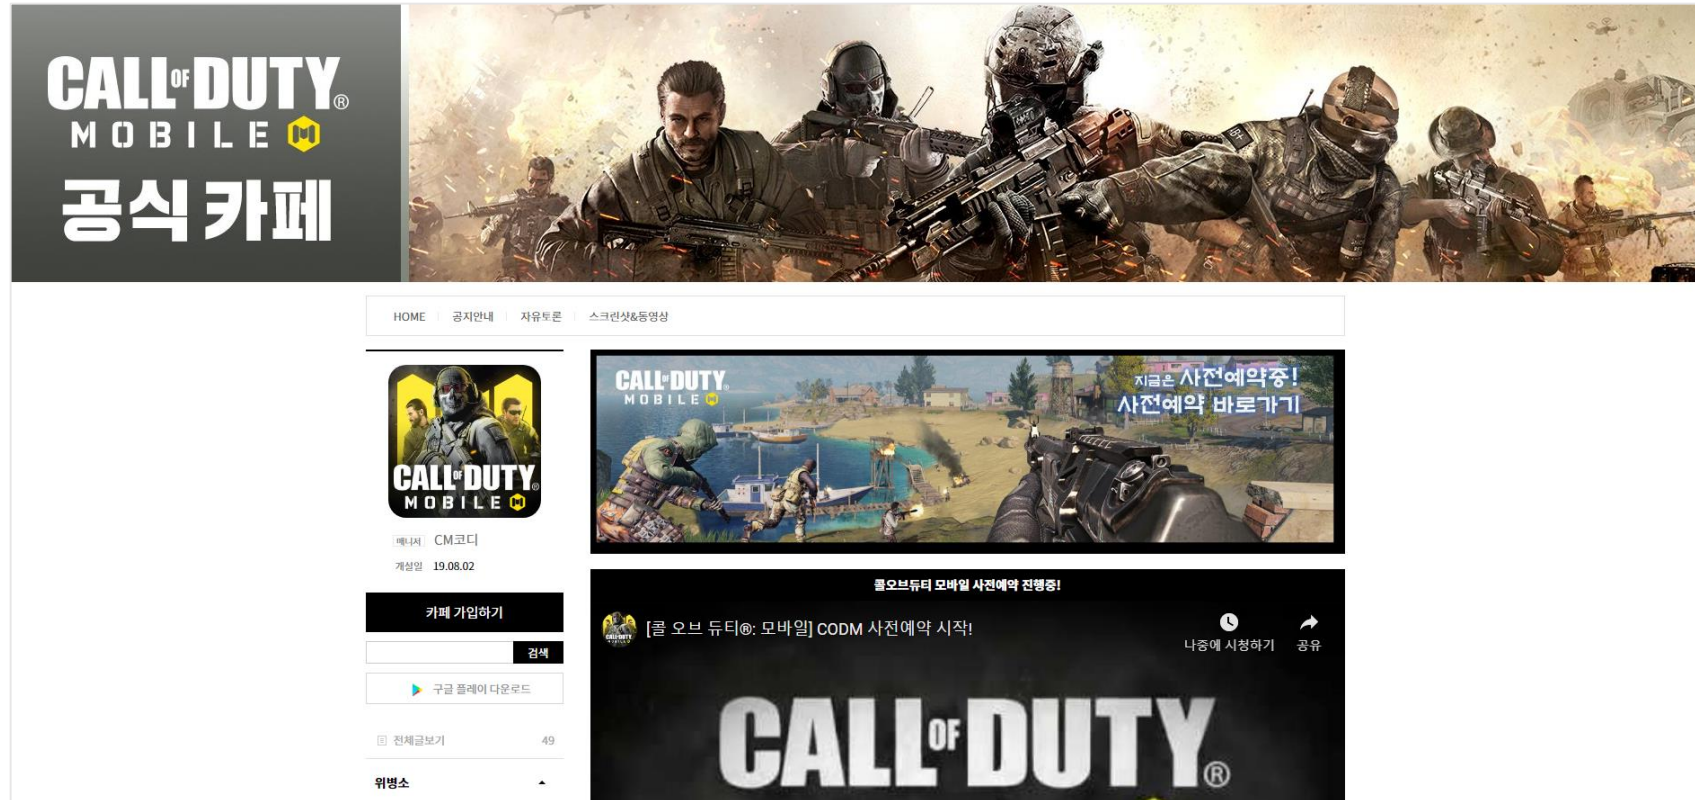 CALL OF DUTY®
MOBILE
공식 카페
HOME 공지안내 자유토론 스크린샷&동영상
CALL OF DUTY®
MOBILE
매니저 CM코디
개설일 19.08.02
카페 가입하기
검색
구글 플레이 다운로드
전체글보기 49
위병소
CALL OF DUTY®
MOBILE
지금은 사전예약중!
사전예약 바로가기
콜오브듀티 모바일 사전예약 진행중!
[콜 오브 듀티®: 모바일] CODM 사전예약 시작!
나중에 시청하기
공유
CALL OF DUTY®